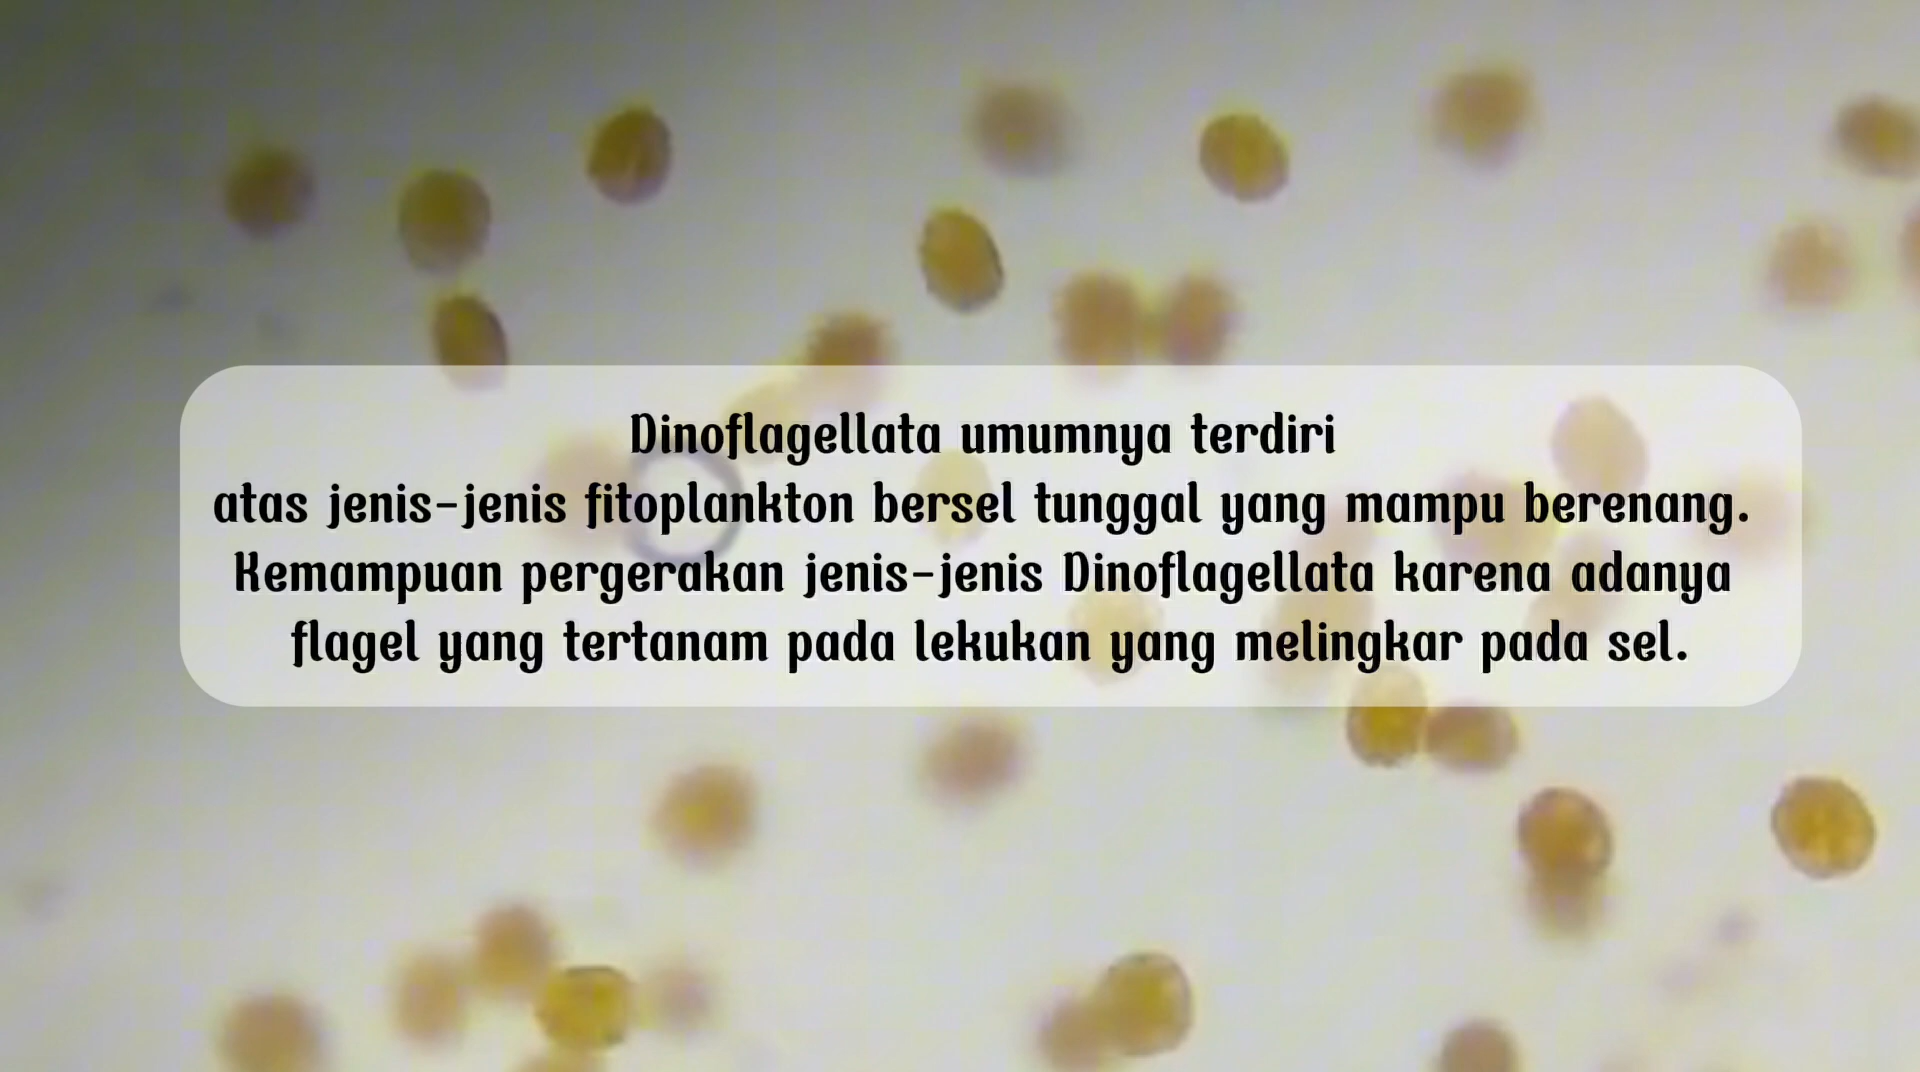 Dinoflagellata umumnya terdiri
atas jenis-jenis fitoplankton bersel tunggal yang mampu berenang.
Kemampuan pergerakan jenis-jenis Dinoflagellata karena adanya
flagel yang tertanam pada lekukan yang melingkar pada sel.